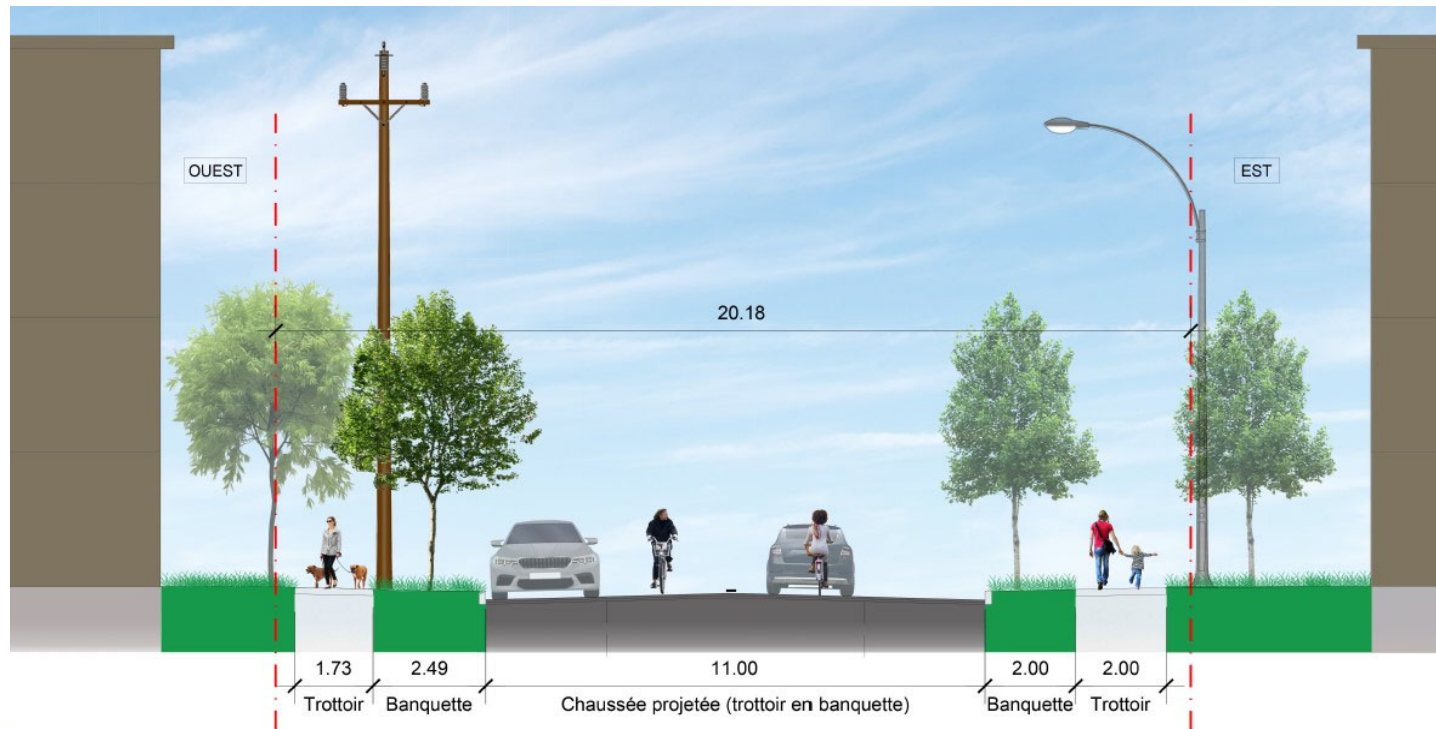 OUEST
EST
20.18
1.73
2.49
11.00
2.00
2.00
Trottoir
Banquette
Chaussée projetée (trottoir en banquette)
Banquette
Trottoir